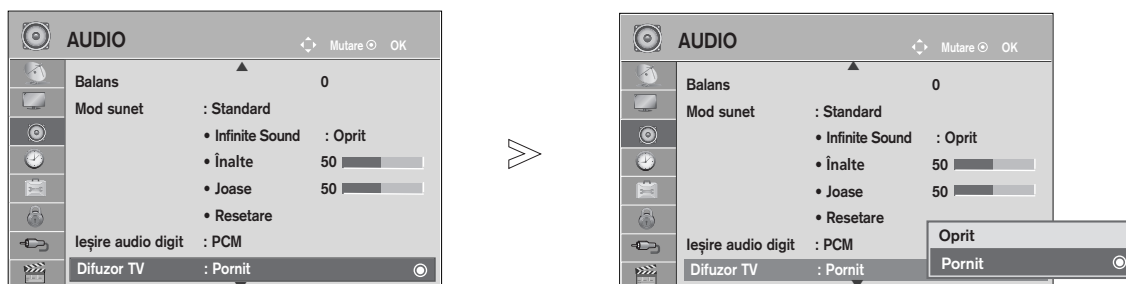 AUDIO
Mutare OK
Balans 0
Mod sunet : Standard
• Infinite Sound : Oprit
• Înalte 50
• Joase 50
• Resetare
Ieşire audio digit : PCM
Difuzor TV : Pornit
AUDIO
Mutare OK
Balans 0
Mod sunet : Standard
• Infinite Sound : Oprit
• Înalte 50
• Joase 50
• Resetare
Ieşire audio digit : PCM
Difuzor TV : Pornit
Oprit
Pornit